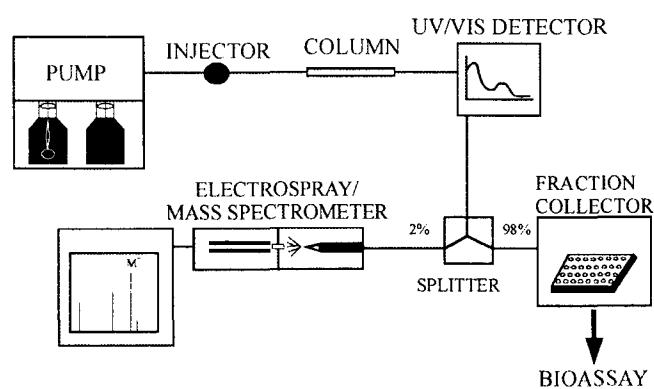 UV/VIS DETECTOR
INJECTOR
COLUMN
PUMP
ELECTROSPRAY/
MASS SPECTROMETER
FRACTION
COLLECTOR
2%
98%
M
SPLITTER
BIOASSAY